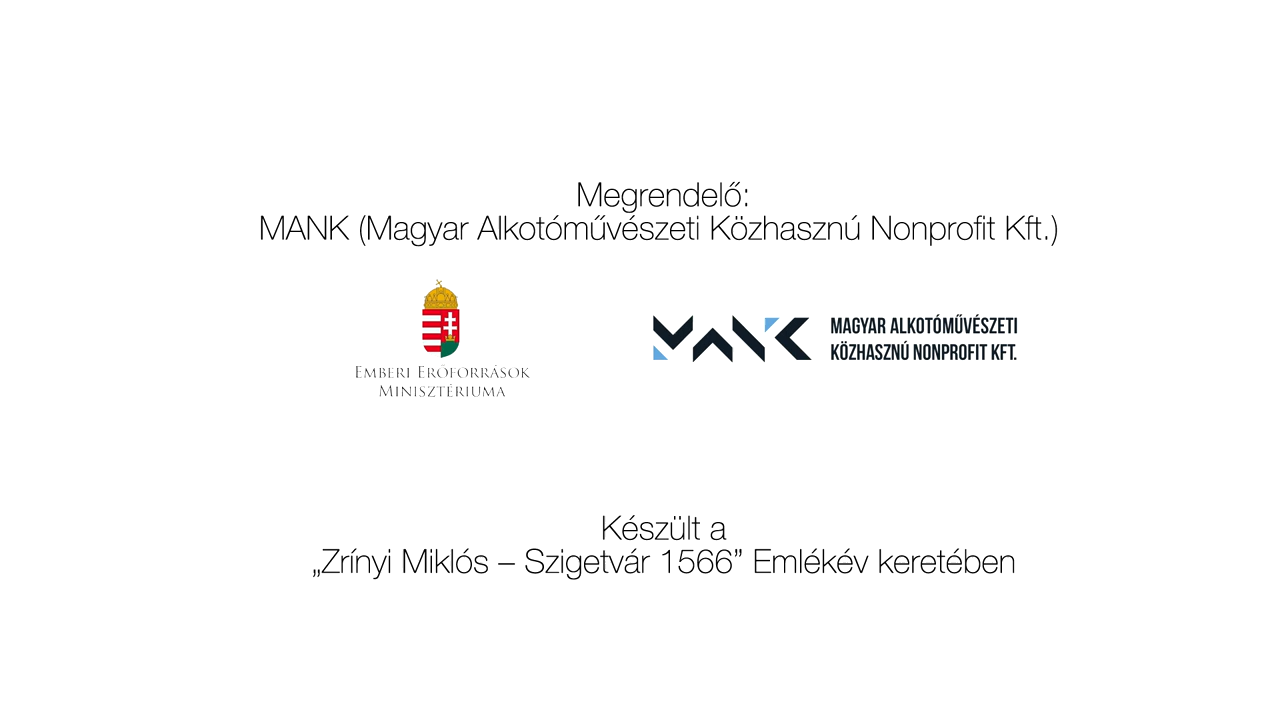 Megrendelő:
MANK (Magyar Alkotóművészeti Közhasznú Nonprofit Kft.)
Emberi Erőforrások
Minisztériuma
MANK
MAGYAR ALKOTÓMŰVÉSZETI
KÖZHASZNÚ NONPROFIT KFT.
Készült a
„Zrínyi Miklós – Szigetvár 1566” Emlékév keretében